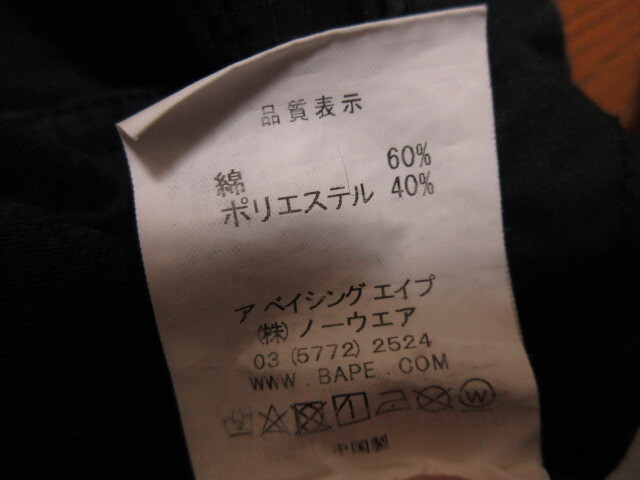 品質表示
綿 60%
ポリエステル 40%
ア ベイシング エイプ
(株) ノーウエア
03 (5772) 2524
WWW.BAPE.COM
W
中国製